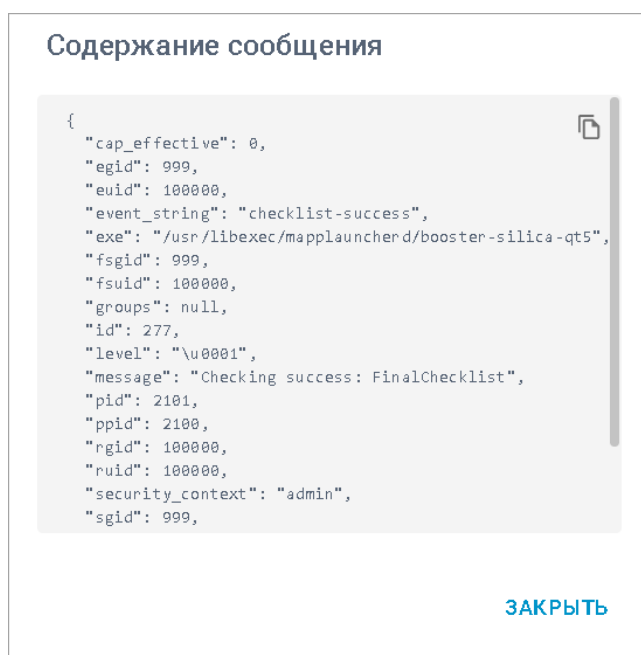 Содержание сообщения
{
"cap_effective": 0,
"egid": 999,
"euid": 100000,
"event_string": "checklist-success",
"exe": "/usr/libexec/mapplauncherd/booster-silica-qt5",
"fsgid": 999,
"fsuid": 100000,
"groups": null,
"id": 277,
"level": "\u0001",
"message": "Checking success: FinalChecklist",
"pid": 2101,
"ppid": 2100,
"rgid": 100000,
"ruid": 100000,
"security_context": "admin",
"sgid": 999,
ЗАКРЫТЬ